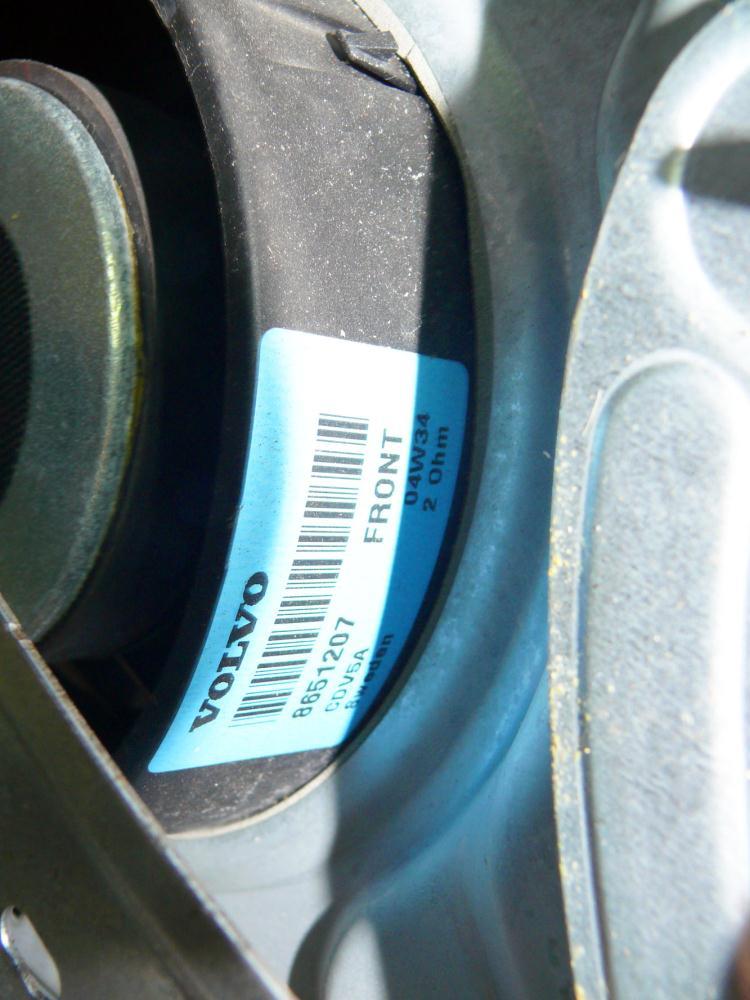 VOLVO
8651207
CDV5A
Sweden
FRONT
04W34
2 Ohm